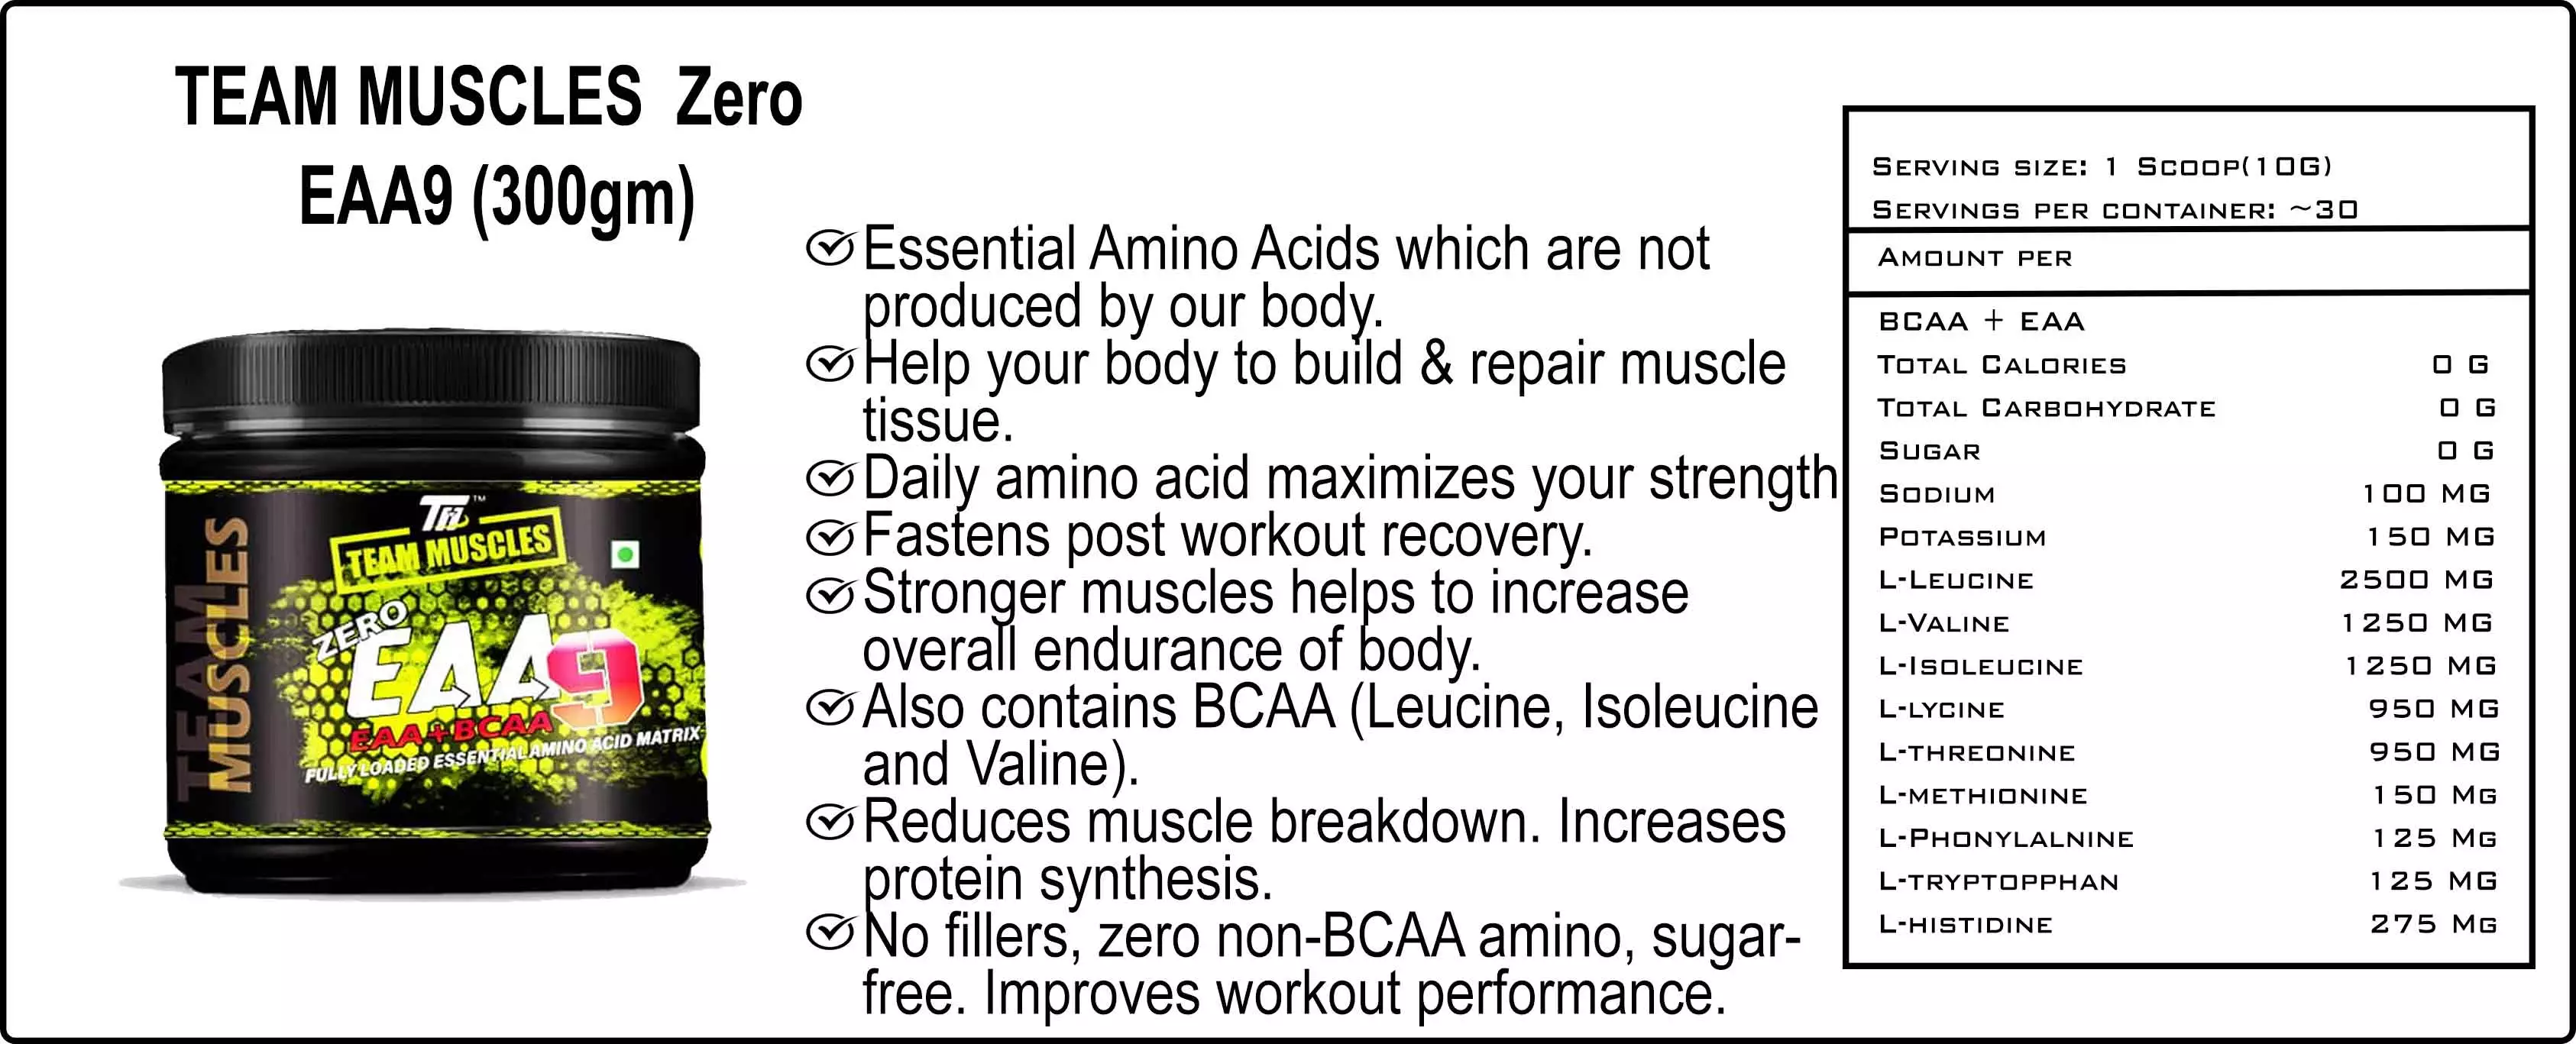 TEAM MUSCLES Zero
EAA9 (300gm)
TM
TEAM MUSCLES
TEAM
MUSCLES
ZERO
EAA9
EAA+BCAA
FULLY LOADED ESSENTIAL AMINO ACID MATRIX
Essential Amino Acids which are not
produced by our body.
Help your body to build & repair muscle
tissue.
Daily amino acid maximizes your strength
Fastens post workout recovery.
Stronger muscles helps to increase
overall endurance of body.
Also contains BCAA (Leucine, Isoleucine
and Valine).
Reduces muscle breakdown. Increases
protein synthesis.
No fillers, zero non-BCAA amino, sugar-
free. Improves workout performance.
SERVING SIZE: 1 SCOOP(10G)
SERVINGS PER CONTAINER: ~30
AMOUNT PER
BCAA + EAA
TOTAL CALORIES 0 G
TOTAL CARBOHYDRATE 0 G
SUGAR 0 G
SODIUM 100 MG
POTASSIUM 150 MG
L-LEUCINE 2500 MG
L-VALINE 1250 MG
L-ISOLEUCINE 1250 MG
L-LYCINE 950 MG
L-THREONINE 950 MG
L-METHIONINE 150 MG
L-PHONYLALNINE 125 MG
L-TRYPTOPPHAN 125 MG
L-HISTIDINE 275 MG